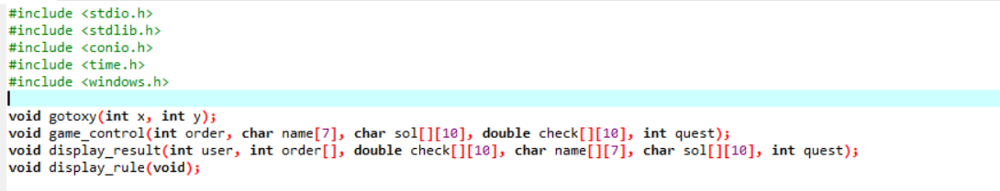 #include <stdio.h>
#include <stdlib.h>
#include <conio.h>
#include <time.h>
#include <windows.h>
void gotoxy(int x, int y);
void game_control(int order, char name[7], char sol[][10], double check[][10], int quest);
void display_result(int user, int order[], double check[][10], char name[][7], char sol[][10], int quest);
void display_rule(void);